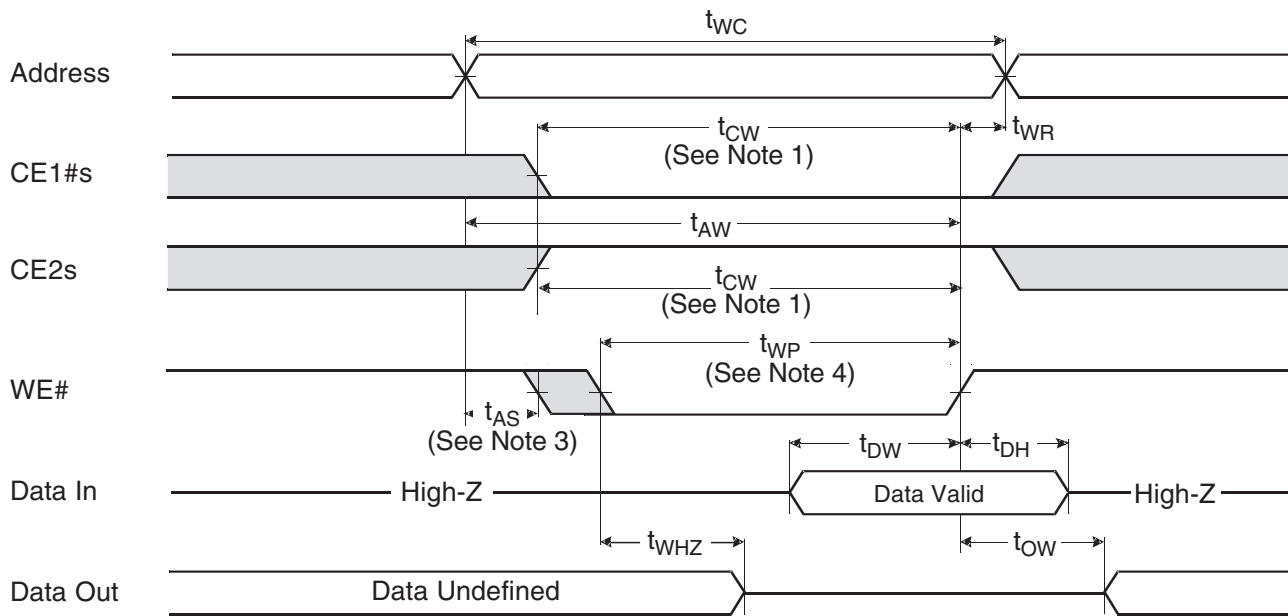 tWC
Address
tCW
(See Note 1)
tWR
CE1#s
tAW
CE2s
tCW
(See Note 1)
tWP
(See Note 4)
WE#
tAS
(See Note 3)
tDW
tDH
Data In
High-Z
Data Valid
High-Z
tWHZ
tOW
Data Out
Data Undefined